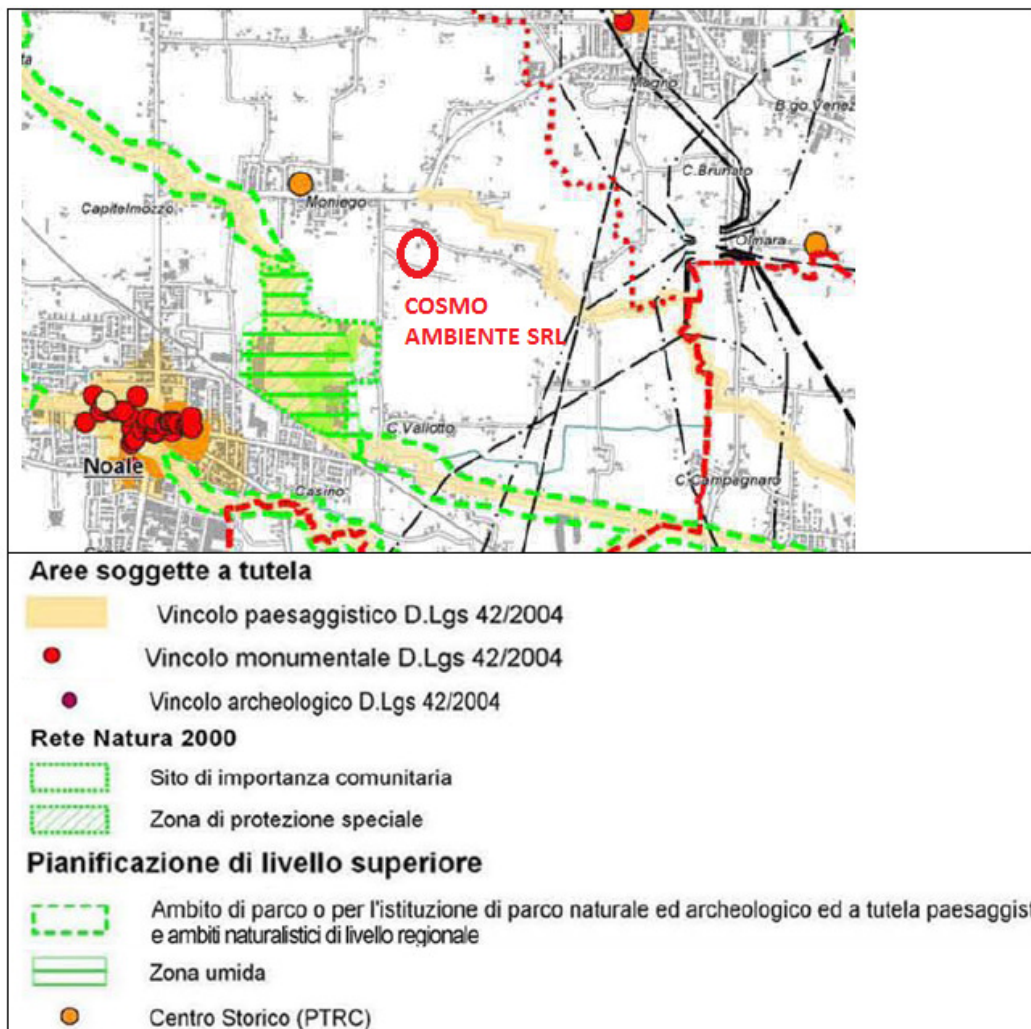 Mogno
B.go Venez
C.Brunato
Capitelmozzo
Moniego
Olmara
COSMO
AMBIENTE SRL
C.Valiotto
Noale
Casino
C.Campagnaro
Aree soggette a tutela
Vincolo paesaggistico D.Lgs 42/2004
Vincolo monumentale D.Lgs 42/2004
Vincolo archeologico D.Lgs 42/2004
Rete Natura 2000
Sito di importanza comunitaria
Zona di protezione speciale
Pianificazione di livello superiore
Ambito di parco o per l'istituzione di parco naturale ed archeologico ed a tutela paesaggist
e ambiti naturalistici di livello regionale
Zona umida
Centro Storico (PTRC)